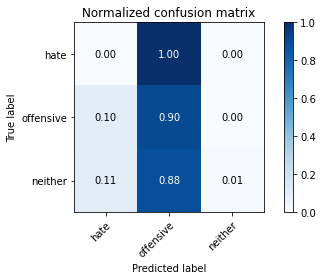 Normalized confusion matrix
hate 0.00 1.00 0.00
offensive 0.10 0.90 0.00
neither 0.11 0.88 0.01
hate offensive neither
True label
Predicted label
1.0
0.8
0.6
0.4
0.2
0.0